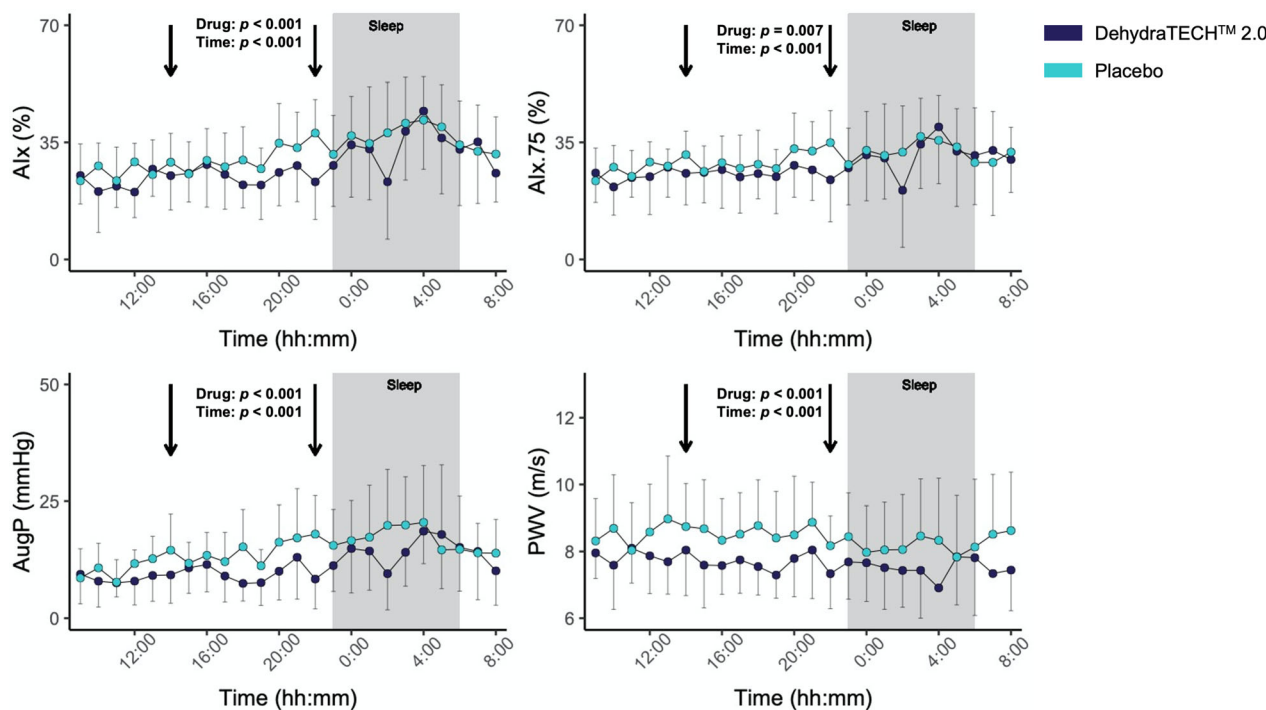 70
35
0
AIx (%)
Drug: p < 0.001
Time: p < 0.001
Sleep
12:00
16:00
20:00
0:00
4:00
8:00
Time (hh:mm)
70
35
0
AIx.75 (%)
Drug: p = 0.007
Time: p < 0.001
Sleep
12:00
16:00
20:00
0:00
4:00
8:00
Time (hh:mm)
DehydraTECH™ 2.0
Placebo
50
25
0
AugP (mmHg)
Drug: p < 0.001
Time: p < 0.001
Sleep
12:00
16:00
20:00
0:00
4:00
8:00
Time (hh:mm)
12
10
8
6
PWV (m/s)
Drug: p < 0.001
Time: p < 0.001
Sleep
12:00
16:00
20:00
0:00
4:00
8:00
Time (hh:mm)